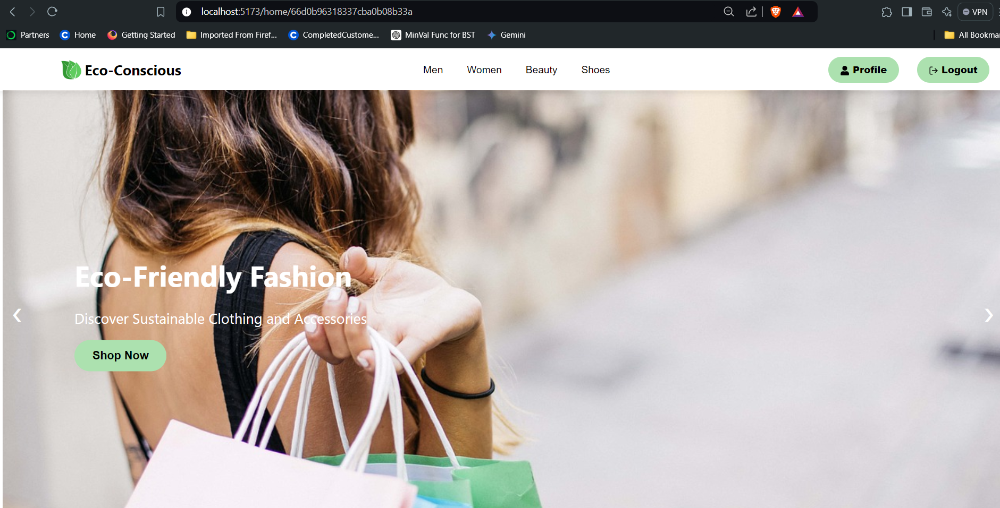 localhost:5173/home/66d0b96318337cba0b08b33a
VPN
Partners Home Getting Started Imported From Firef... CompletedCustome... MinVal Func for BST Gemini All Bookma
Eco-Conscious Men Women Beauty Shoes Profile Logout
Eco-Friendly Fashion
Discover Sustainable Clothing and Accessories
Shop Now